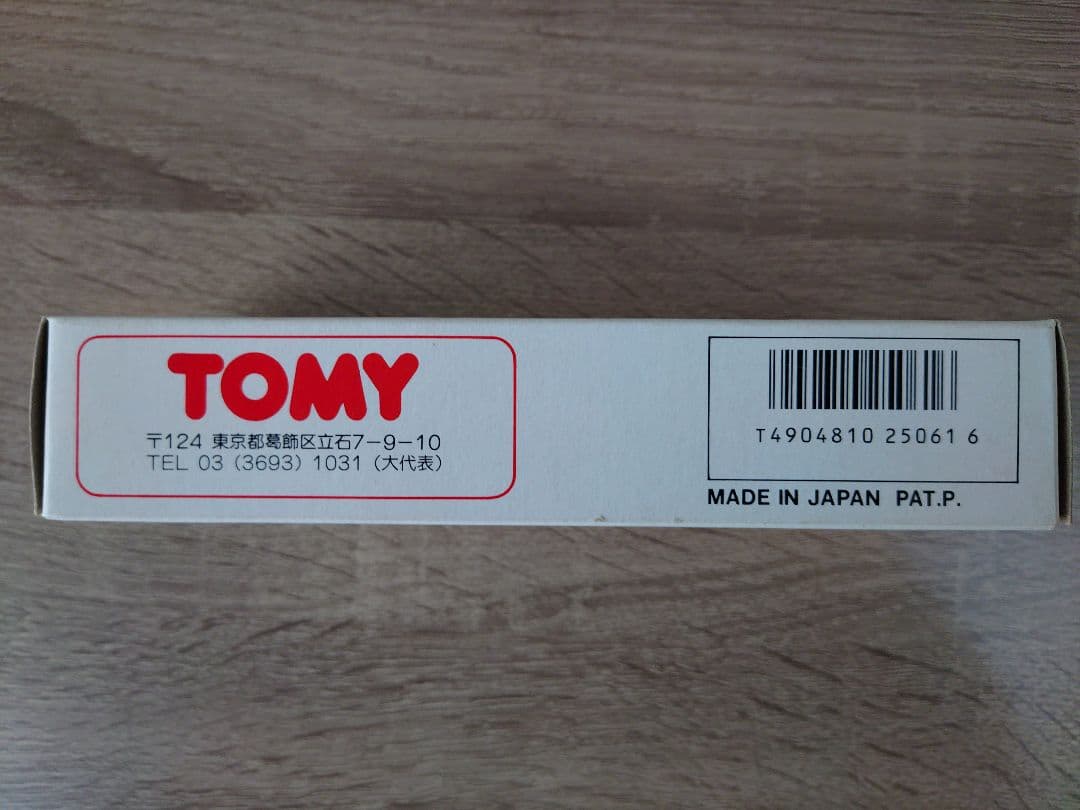 TOMY
〒124 東京都葛飾区立石7-9-10
TEL 03 (3693) 1031 (大代表)
T4904810 25061 6
MADE IN JAPAN PAT.P.